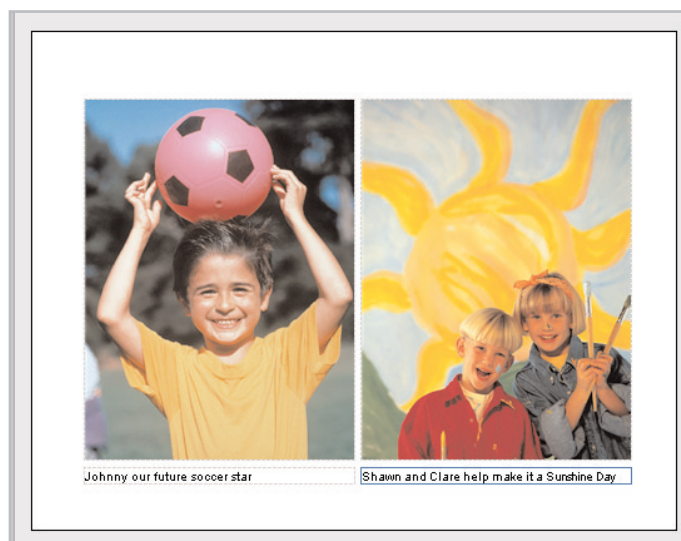 Johnny our future soccer star
Shawn and Clare help make it a Sunshine Day